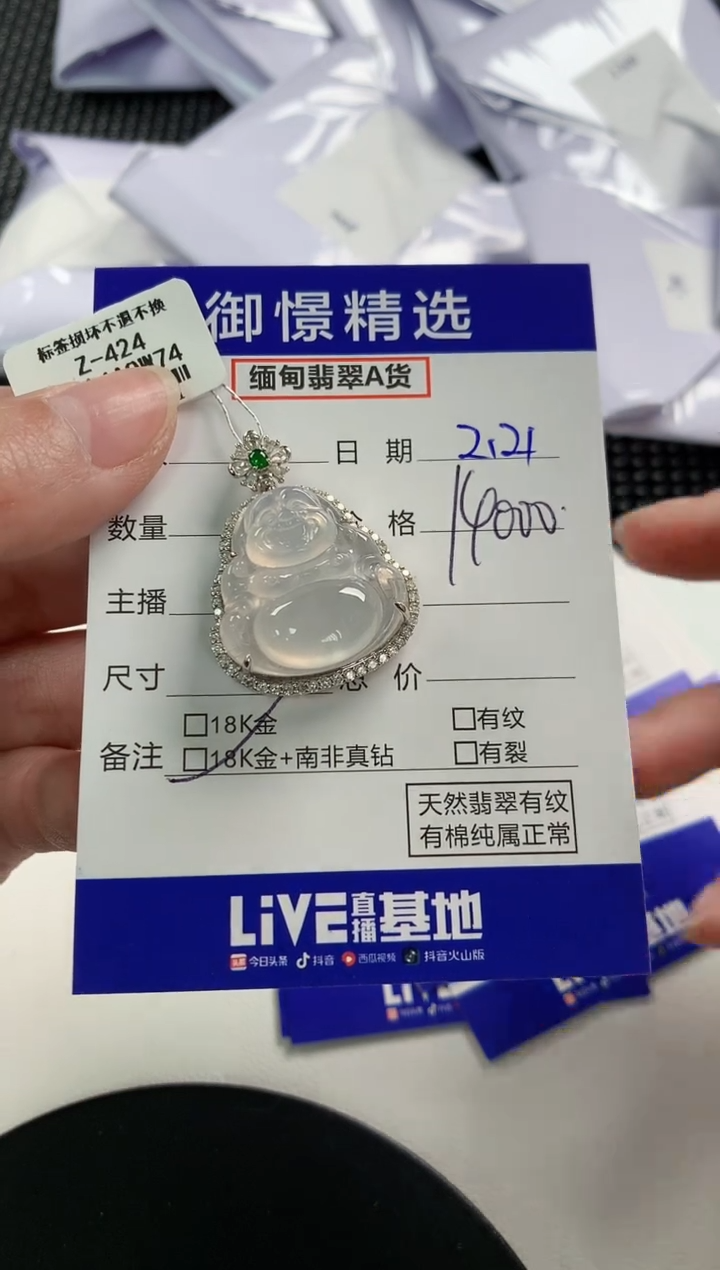 御憬精选
标签损坏不退不换
Z-424
缅甸翡翠A货
日 期 2.21
数量 价 格 14000.
主播
尺寸 总 价
□18K金 □有纹
备注 □18K金+南非真钻 □有裂
天然翡翠有纹
有棉纯属正常
LiVE直播基地
头条 今日头条 抖音 西瓜视频 抖音火山版